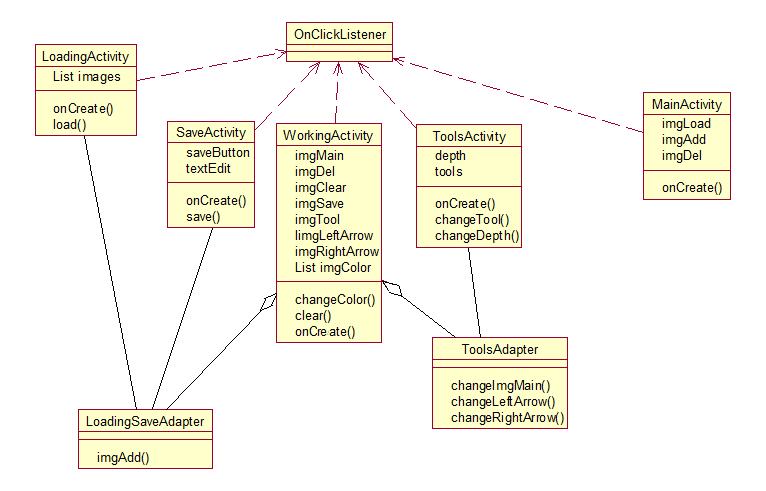 OnClickListener
LoadingActivity
List images
onCreate()
load()
SaveActivity
saveButton
textEdit
onCreate()
save()
WorkingActivity
imgMain
imgDel
imgClear
imgSave
imgTool
limgLeftArrow
imgRightArrow
List imgColor
changeColor()
clear()
onCreate()
ToolsActivity
depth
tools
onCreate()
changeTool()
changeDepth()
MainActivity
imgLoad
imgAdd
imgDel
onCreate()
ToolsAdapter
changeImgMain()
changeLeftArrow()
changeRightArrow()
LoadingSaveAdapter
imgAdd()